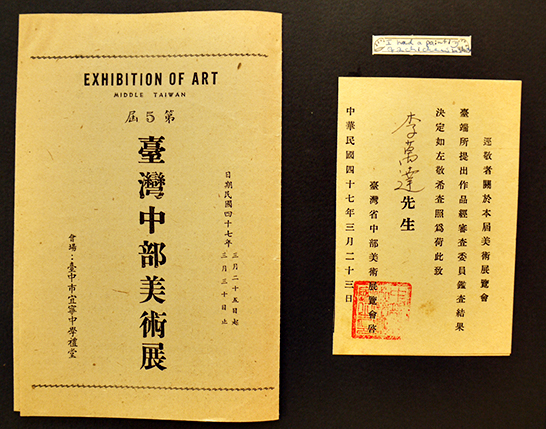 EXHIBITION OF ART
MIDDLE TAIWAN
第5屆
臺灣中部美術展
日期民國四十七年
三月二十五日起
三月三十日止
會場：臺中市宜寧中學禮堂
I had a paint
逕敬者關於本屆美術展覽會
臺端所提出作品經審查委員鑑查結果
決定如左敬希查照爲荷此致
李萬達先生
臺灣省中部美術展覽會啓
中華民國四十七年三月二十三日